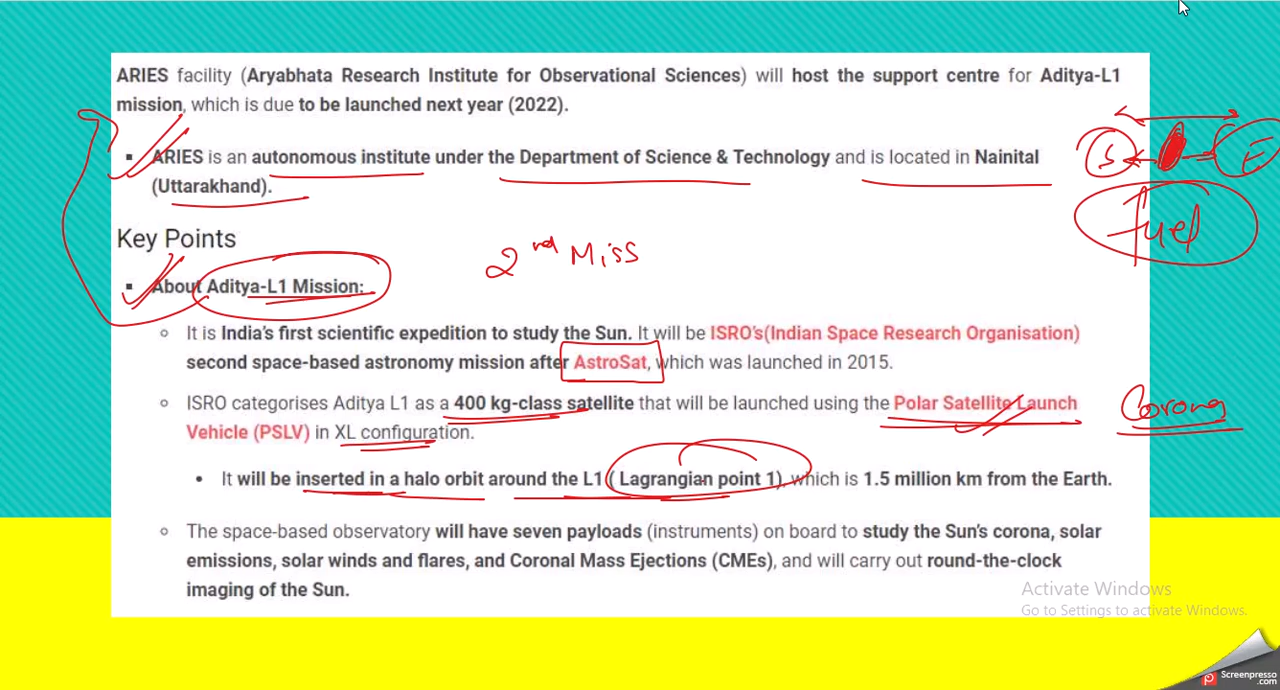 ARIES facility (Aryabhata Research Institute for Observational Sciences) will host the support centre for Aditya-L1
mission, which is due to be launched next year (2022).
▪ ARIES is an autonomous institute under the Department of Science & Technology and is located in Nainital
(Uttarakhand).
S E
Fuel
Key Points
2nd Miss
▪ About Aditya-L1 Mission:
○ It is India's first scientific expedition to study the Sun. It will be ISRO's(Indian Space Research Organisation)
second space-based astronomy mission after AstroSat, which was launched in 2015.
○ ISRO categorises Aditya L1 as a 400 kg-class satellite that will be launched using the Polar Satellite Launch
Corona
Vehicle (PSLV) in XL configuration.
• It will be inserted in a halo orbit around the L1 ( Lagrangian point 1), which is 1.5 million km from the Earth.
○ The space-based observatory will have seven payloads (instruments) on board to study the Sun's corona, solar
emissions, solar winds and flares, and Coronal Mass Ejections (CMEs), and will carry out round-the-clock
imaging of the Sun.
Activate Windows
Go to Settings to activate Windows.
Screenpresso
.com